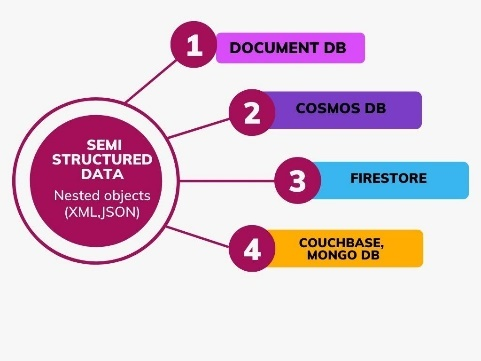 1
DOCUMENT DB
2
COSMOS DB
SEMI
STRUCTURED
DATA
Nested objects
(XML,JSON)
3
FIRESTORE
4
COUCHBASE,
MONGO DB